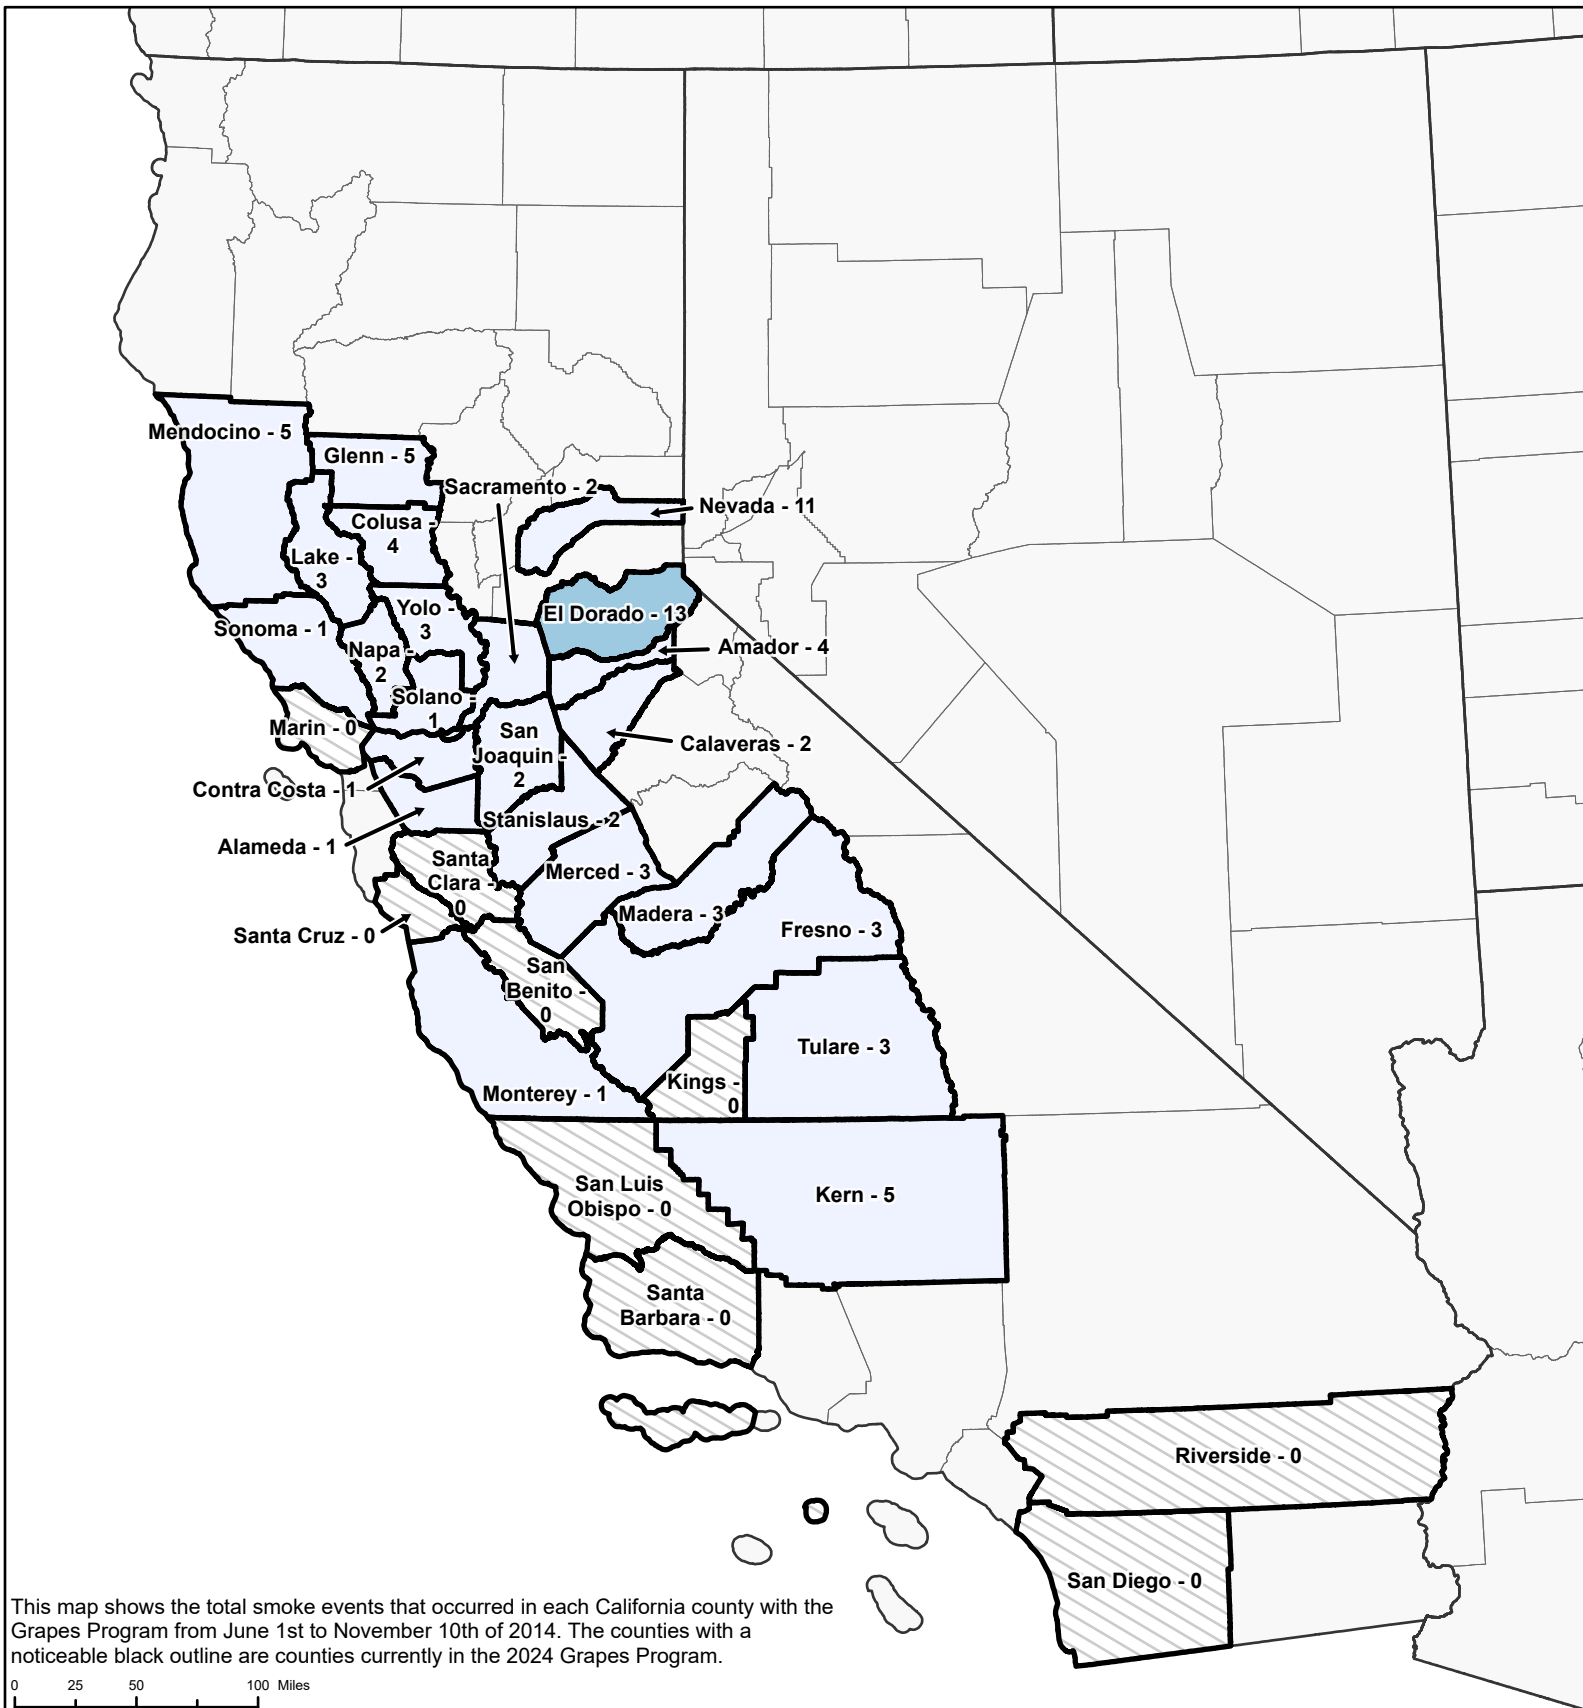 Mendocino - 5
Glenn - 5
Sacramento - 2
Nevada - 11
Colusa -
4
Lake -
3
Yolo -
3
El Dorado - 13
Sonoma - 1
Napa -
2
Amador - 4
Solano -
1
Marin - 0
San
Joaquin -
2
Calaveras - 2
Contra Costa - 1
Stanislaus - 2
Alameda - 1
Santa
Clara -
0
Merced - 3
Madera - 3
Fresno - 3
Santa Cruz - 0
San
Benito -
0
Tulare - 3
Kings -
0
Monterey - 1
San Luis
Obispo - 0
Kern - 5
Santa
Barbara - 0
Riverside - 0
San Diego - 0
This map shows the total smoke events that occurred in each California county with the
Grapes Program from June 1st to November 10th of 2014. The counties with a
noticeable black outline are counties currently in the 2024 Grapes Program.
0 25 50 100 Miles